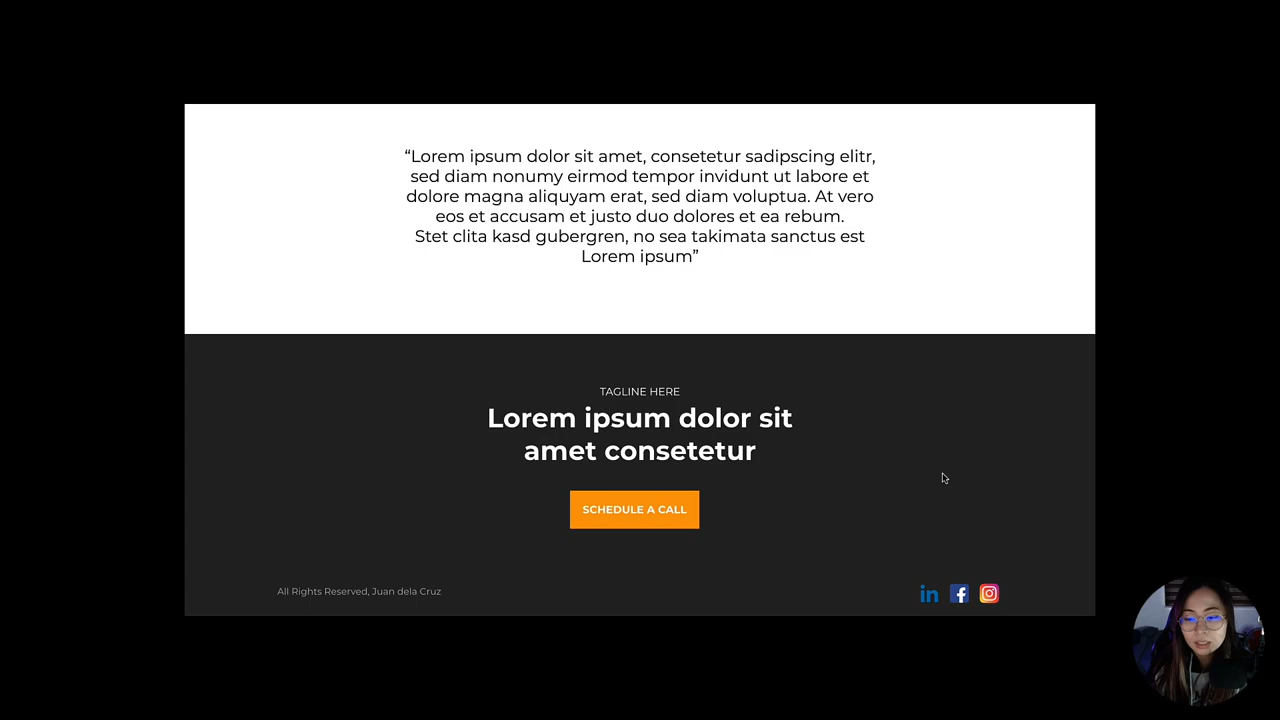 “Lorem ipsum dolor sit amet, consetetur sadipscing elitr,
sed diam nonumy eirmod tempor invidunt ut labore et
dolore magna aliquyam erat, sed diam voluptua. At vero
eos et accusam et justo duo dolores et ea rebum.
Stet clita kasd gubergren, no sea takimata sanctus est
Lorem ipsum”
TAGLINE HERE
Lorem ipsum dolor sit
amet consetetur
SCHEDULE A CALL
All Rights Reserved, Juan dela Cruz
in